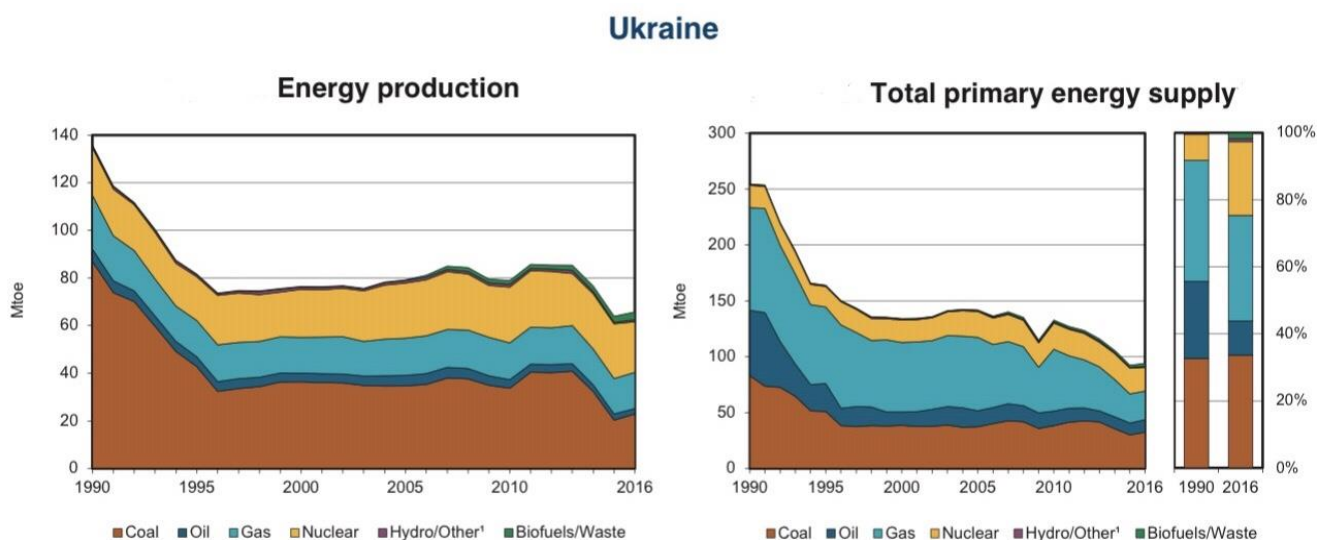 Ukraine
Energy production
Mtoe
140
120
100
80
60
40
20
0
1990 1995 2000 2005 2010 2016
Coal Oil Gas Nuclear Hydro/Other¹ Biofuels/Waste
Total primary energy supply
Mtoe
300
250
200
150
100
50
0
1990 1995 2000 2005 2010 2016
100%
80%
60%
40%
20%
0%
1990 2016
Coal Oil Gas Nuclear Hydro/Other¹ Biofuels/Waste